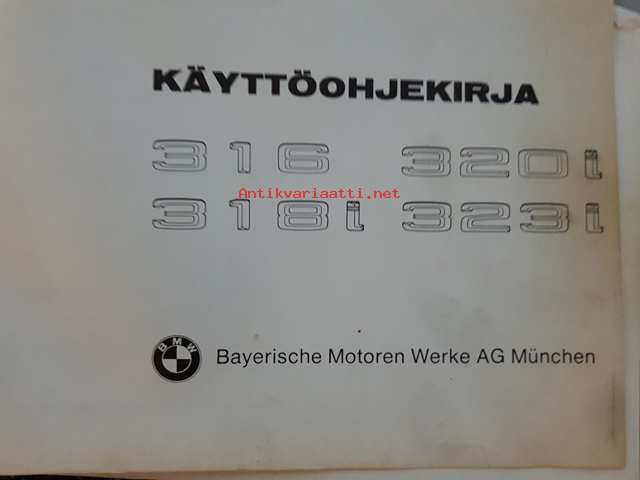 KÄYTTÖOHJEKIRJA
316 320i
Antikvariaatti.net
318i 323i
BMW
Bayerische Motoren Werke AG München